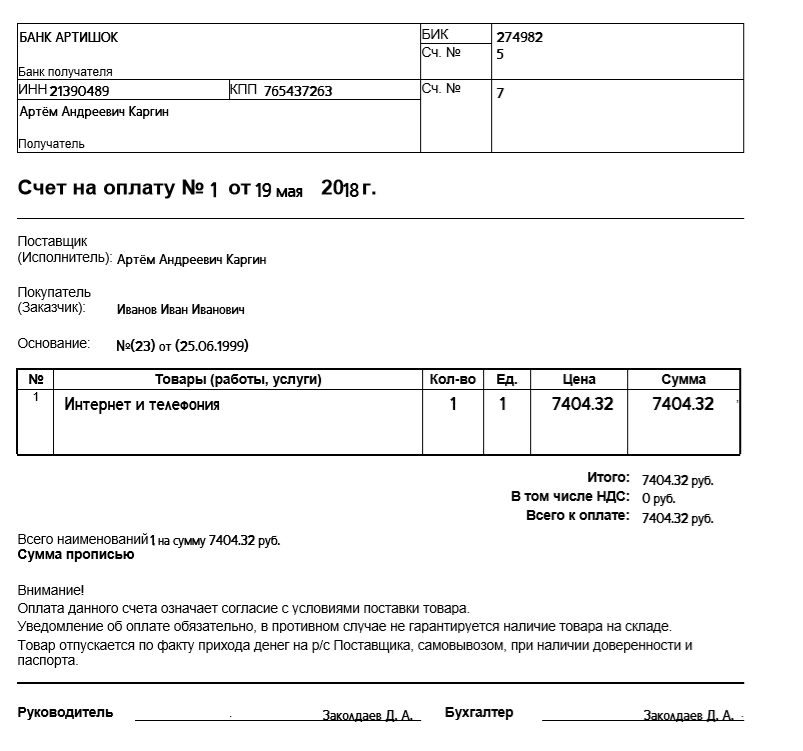 БАНК АРТИШОК
БИК 274982
Сч. № 5
Банк получателя
ИНН 21390489 КПП 765437263 Сч. № 7
Артём Андреевич Каргин
Получатель
Счет на оплату № 1 от 19 мая 2018 г.
Поставщик
(Исполнитель): Артём Андреевич Каргин
Покупатель
(Заказчик): Иванов Иван Иванович
Основание: №(23) от (25.06.1999)
№ Товары (работы, услуги) Кол-во Ед. Цена Сумма
1 Интернет и телефония 1 1 7404.32 7404.32
Итого: 7404.32 руб.
В том числе НДС: 0 руб.
Всего к оплате: 7404.32 руб.
Всего наименований 1, на сумму 7404.32 руб.
Сумма прописью
Внимание!
Оплата данного счета означает согласие с условиями поставки товара.
Уведомление об оплате обязательно, в противном случае не гарантируется наличие товара на складе.
Товар отпускается по факту прихода денег на р/с Поставщика, самовывозом, при наличии доверенности и
паспорта.
Руководитель Заколдаев Д. А. Бухгалтер Заколдаев Д. А.